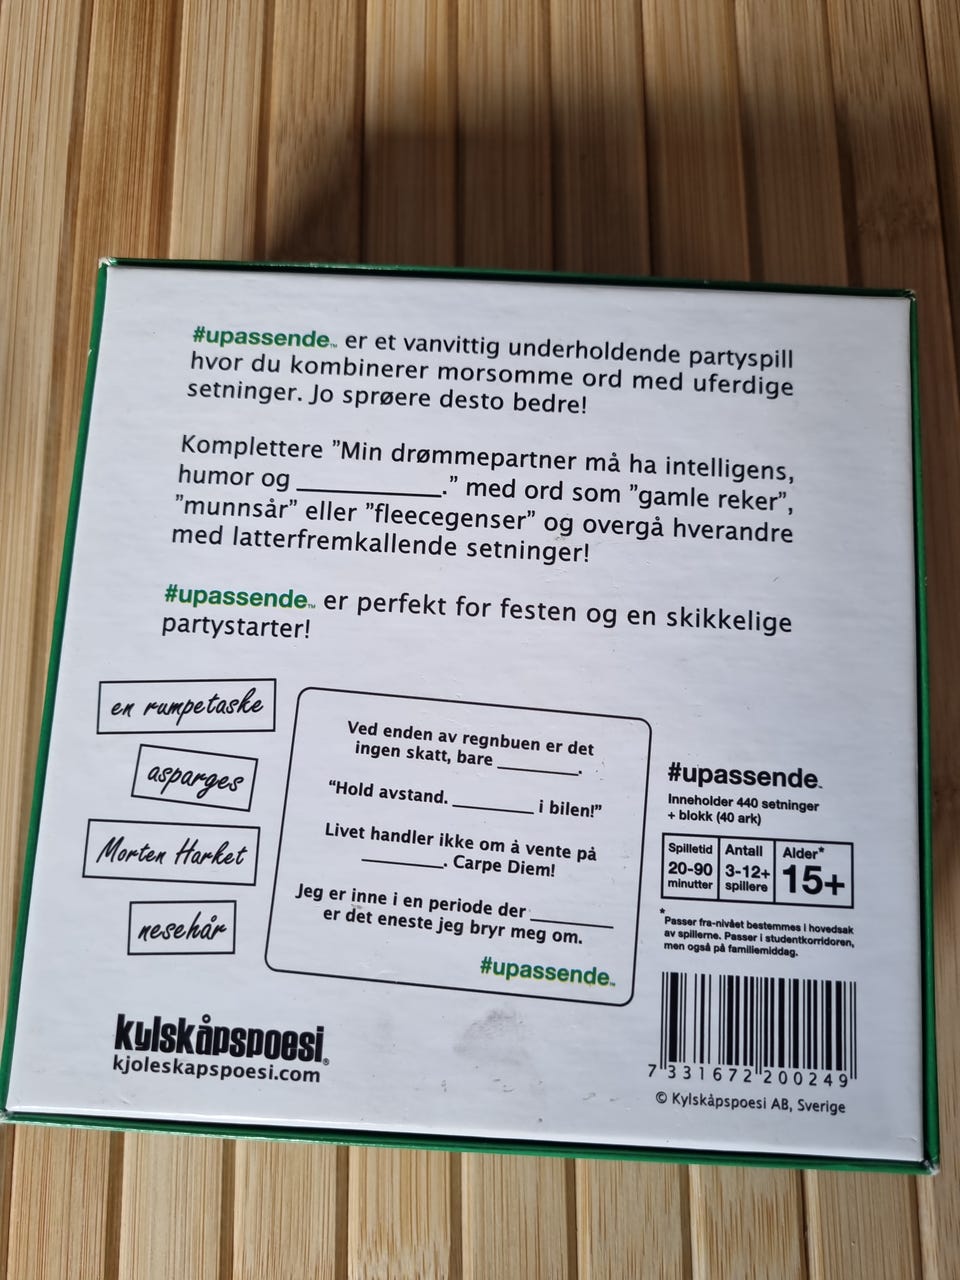 #upassende™ er et vanvittig underholdende partyspill
hvor du kombinerer morsomme ord med uferdige
setninger. Jo sprøere desto bedre!
Komplettere ”Min drømmepartner må ha intelligens,
humor og ___________.” med ord som ”gamle reker”,
”munnsår” eller ”fleecegenser” og overgå hverandre
med latterfremkallende setninger!
#upassende™ er perfekt for festen og en skikkelige
partystarter!
en rumpetaske
asparges
Morten Harket
nesehår
Ved enden av regnbuen er det
ingen skatt, bare ________.
“Hold avstand. ________ i bilen!”
Livet handler ikke om å vente på
________. Carpe Diem!
Jeg er inne i en periode der ________
er det eneste jeg bryr meg om.
#upassende™
#upassende™
Inneholder 440 setninger
+ blokk (40 ark)
Spilletid
20-90
minutter
Antall
3-12+
spillere
Alder*
15+
*Passer fra-nivået bestemmes i hovedsak
av spillerne. Passer i studentkorridoren,
men også på familiemiddag.
7 331672 200249
© Kylskåpspoesi AB, Sverige
kylskåpspoesi®
kjoleskapspoesi.com